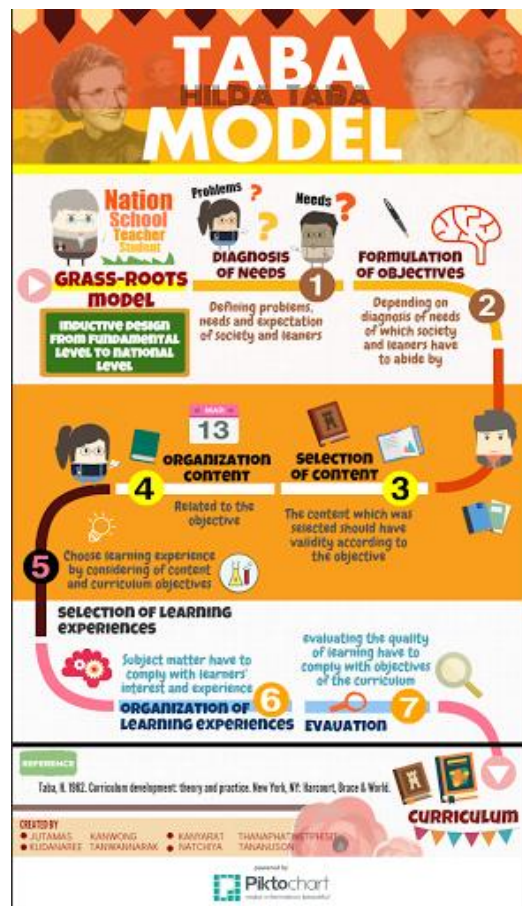 TABA
HILDA TABA
MODEL
Nation
School
Teacher
Student
Problems
Needs
GRASS-ROOTS
MODEL
INDUCTIVE DESIGN
FROM FUNDAMENTAL
LEVEL TO NATIONAL
LEVEL
DIAGNOSIS
OF NEEDS
1
Defining problems,
needs and expectation
of society and leaners
FORMULATION
OF OBJECTIVES
2
Depending on
diagnosis of needs
of which society
and leaners have
to abide by
SELECTION
OF CONTENT
3
The content which was
selected should have
validity according to
the objective
MAR
13
ORGANIZATION
CONTENT
4
Related to the
objective
5
Choose learning experience
by considering of content
and curriculum objectives
SELECTION OF LEARNING
EXPERIENCES
Subject matter have to
comply with learners'
interest and experience
6
ORGANIZATION OF
LEARNING EXPERIENCES
evaluating the quality
of learning have to
comply with objectives
of the curriculum
7
EVALUATION
REFERENCE
Taba, H. 1962. Curriculum development: theory and practice. New York, NY: Harcourt, Brace & World.
CURRICULUM
CREATED BY
JUTAMAS KANWONG
KANYARAT
KUDANAREE TANWANNARAK
NATCHIYA TANANUSON
powered by
Piktochart
make information beautiful